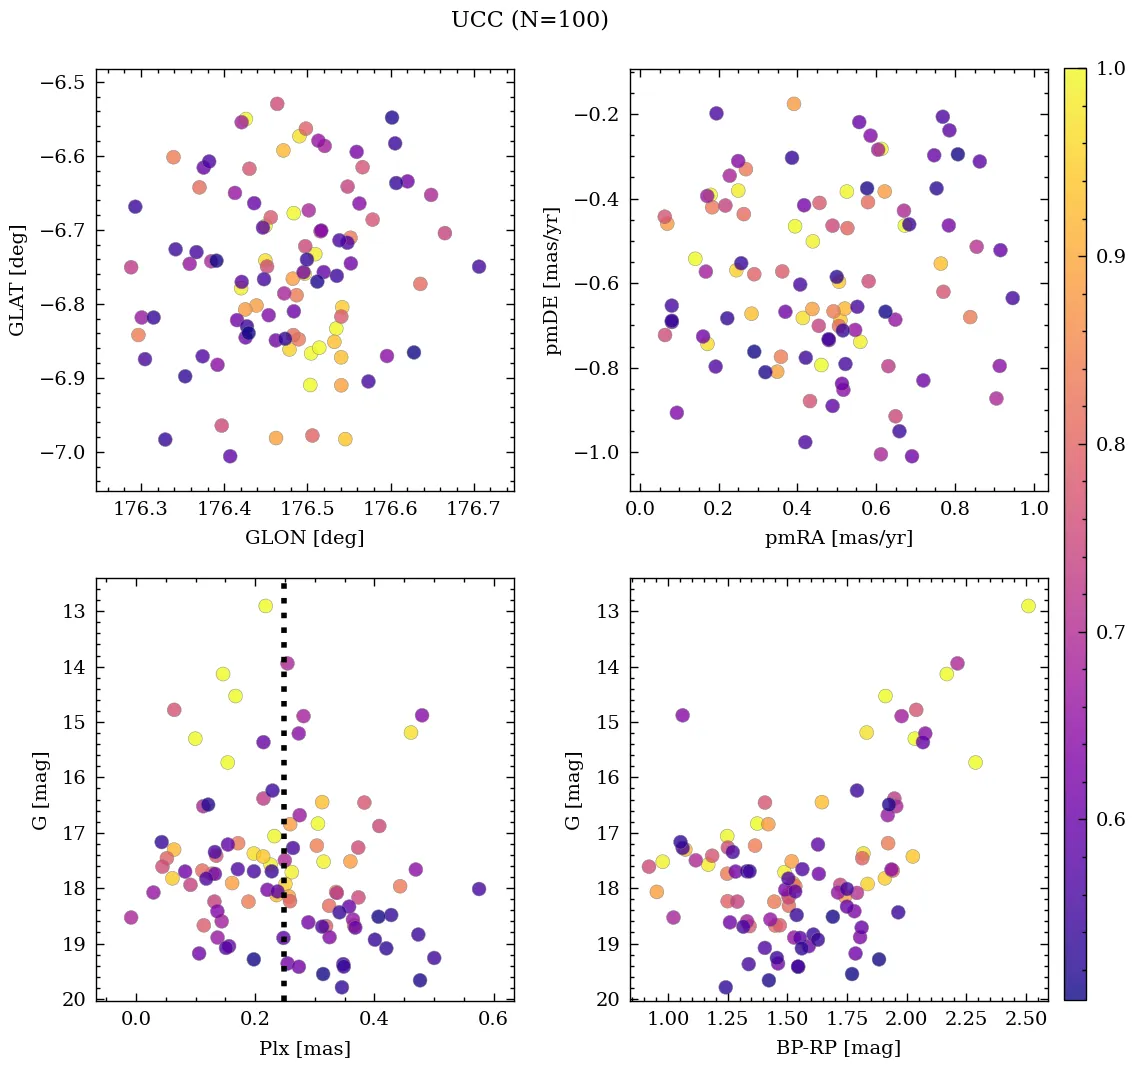 UCC (N=100)
−6.5
−6.6
−6.7
−6.8
−6.9
−7.0
GLAT [deg]
176.3 176.4 176.5 176.6 176.7
GLON [deg]
−0.2
−0.4
−0.6
−0.8
−1.0
pmDE [mas/yr]
0.0 0.2 0.4 0.6 0.8 1.0
pmRA [mas/yr]
1.0
0.9
0.8
0.7
0.6
13
14
15
16
17
18
19
20
G [mag]
0.0 0.2 0.4 0.6
Plx [mas]
13
14
15
16
17
18
19
20
G [mag]
1.00 1.25 1.50 1.75 2.00 2.25 2.50
BP-RP [mag]